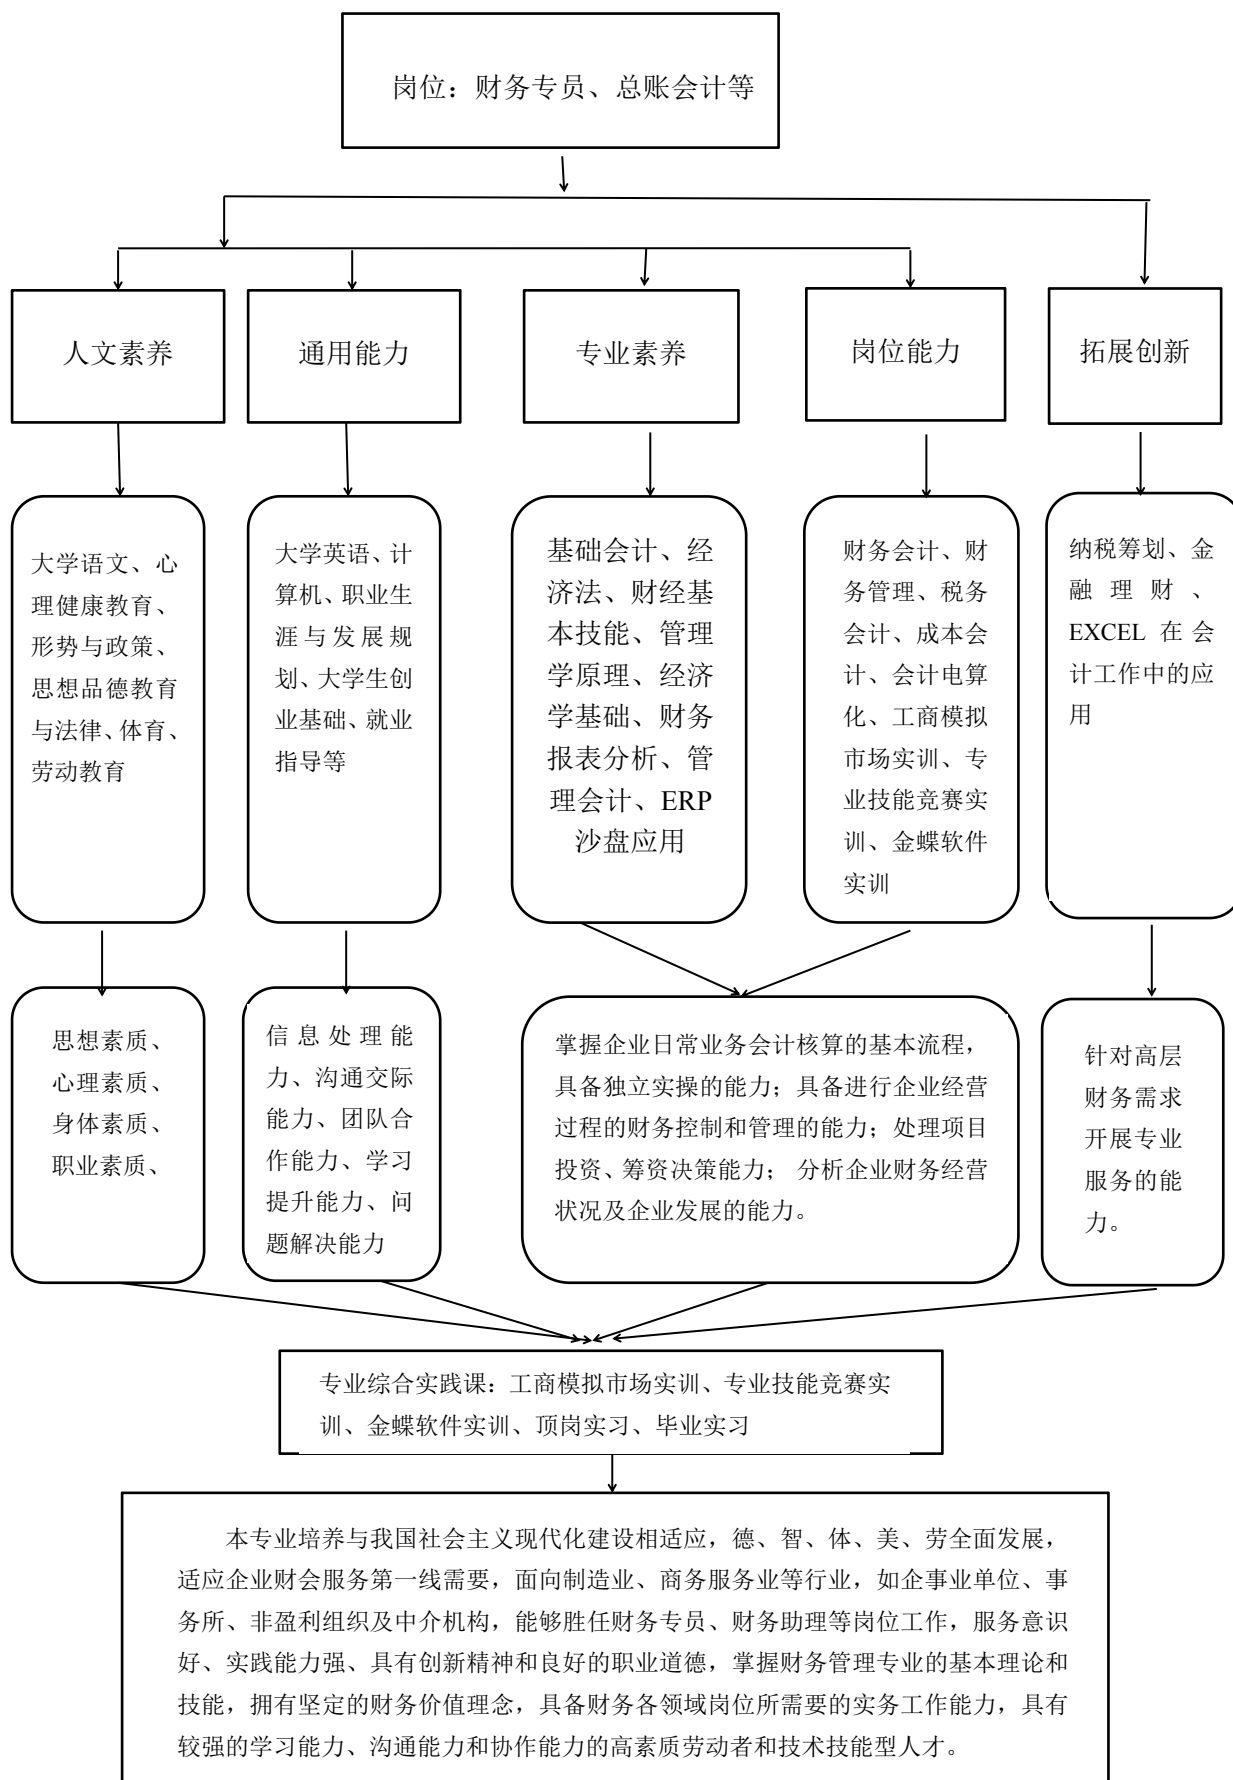 岗位：财务专员、总账会计等
人文素养
通用能力
专业素养
岗位能力
拓展创新
大学语文、心
理健康教育、
形势与政策、
思想品德教育
与法律、体育、
劳动教育
大学英语、计
算机、职业生
涯与发展规
划、大学生创
业基础、就业
指导等
基础会计、经
济法、财经基
本技能、管理
学原理、经济
学基础、财务
报表分析、管
理会计、ERP
沙盘应用
财务会计、财
务管理、税务
会计、成本会
计、会计电算
化、工商模拟
市场实训、专
业技能竞赛实
训、金蝶软件
实训
纳税筹划、金
融理财、
EXCEL 在会
计工作中的应
用
思想素质、
心理素质、
身体素质、
职业素质、
信息处理能
力、沟通交际
能力、团队合
作能力、学习
提升能力、问
题解决能力
掌握企业日常业务会计核算的基本流程，
具备独立实操的能力；具备进行企业经营
过程的财务控制和管理的能力；处理项目
投资、筹资决策能力； 分析企业财务经营
状况及企业发展的能力。
针对高层
财务需求
开展专业
服务的能
力。
专业综合实践课：工商模拟市场实训、专业技能竞赛实
训、金蝶软件实训、顶岗实习、毕业实习
本专业培养与我国社会主义现代化建设相适应，德、智、体、美、劳全面发展，
适应企业财会服务第一线需要，面向制造业、商务服务业等行业，如企事业单位、事
务所、非盈利组织及中介机构，能够胜任财务专员、财务助理等岗位工作，服务意识
好、实践能力强、具有创新精神和良好的职业道德，掌握财务管理专业的基本理论和
技能，拥有坚定的财务价值理念，具备财务各领域岗位所需要的实务工作能力，具有
较强的学习能力、沟通能力和协作能力的高素质劳动者和技术技能型人才。